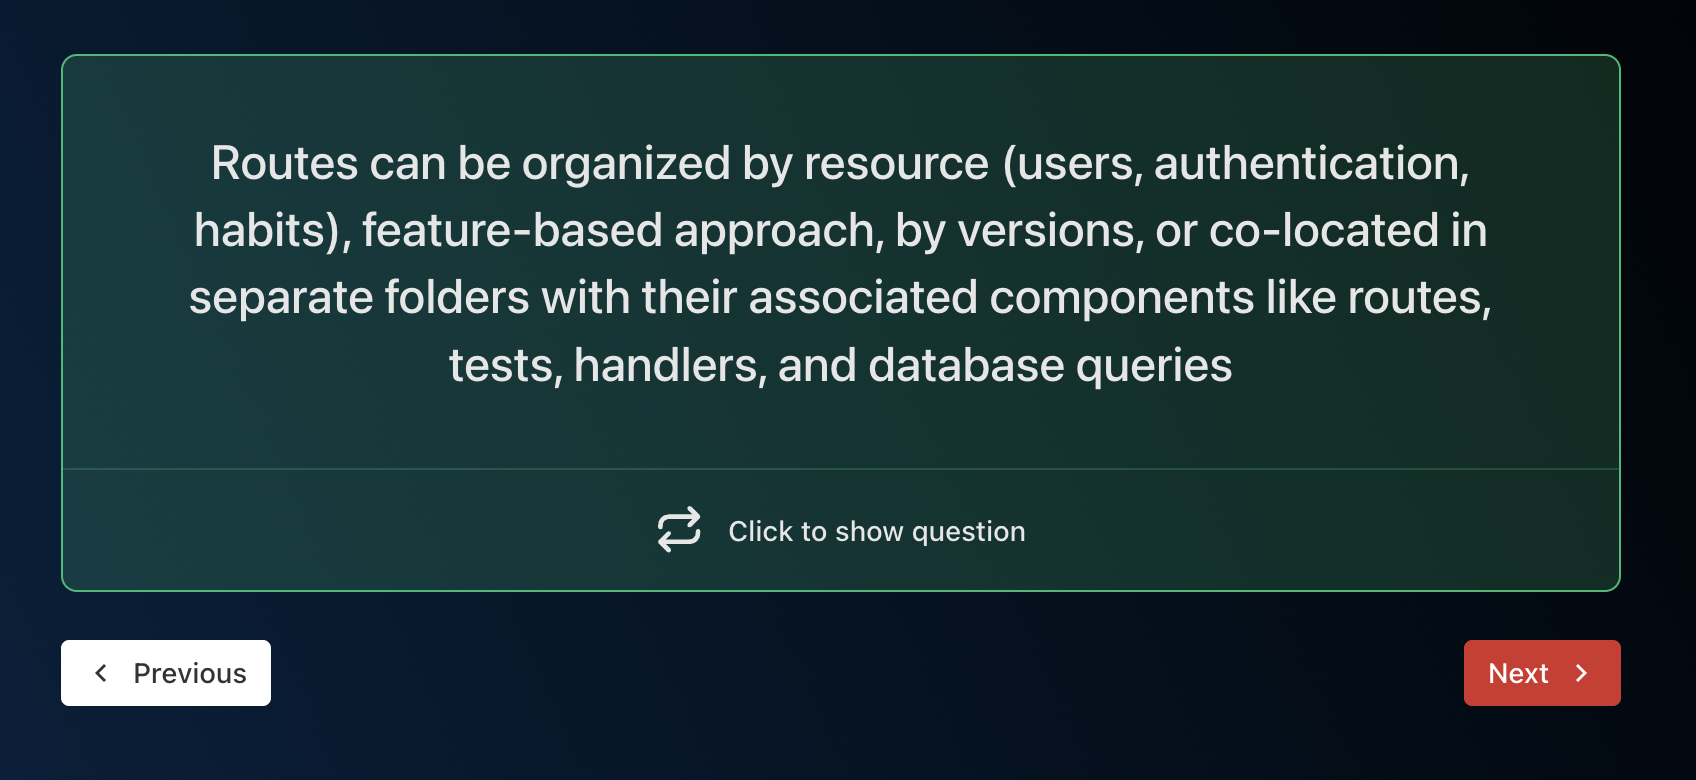 Routes can be organized by resource (users, authentication,
habits), feature-based approach, by versions, or co-located in
separate folders with their associated components like routes,
tests, handlers, and database queries
Click to show question
Previous
Next